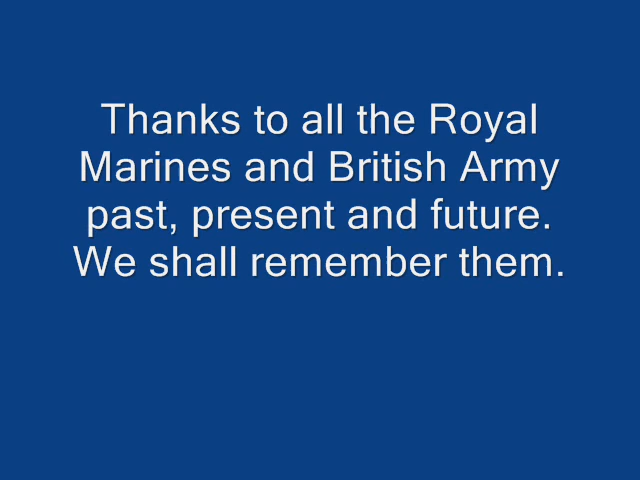 Thanks to all the Royal
Marines and British Army
past, present and future.
We shall remember them.